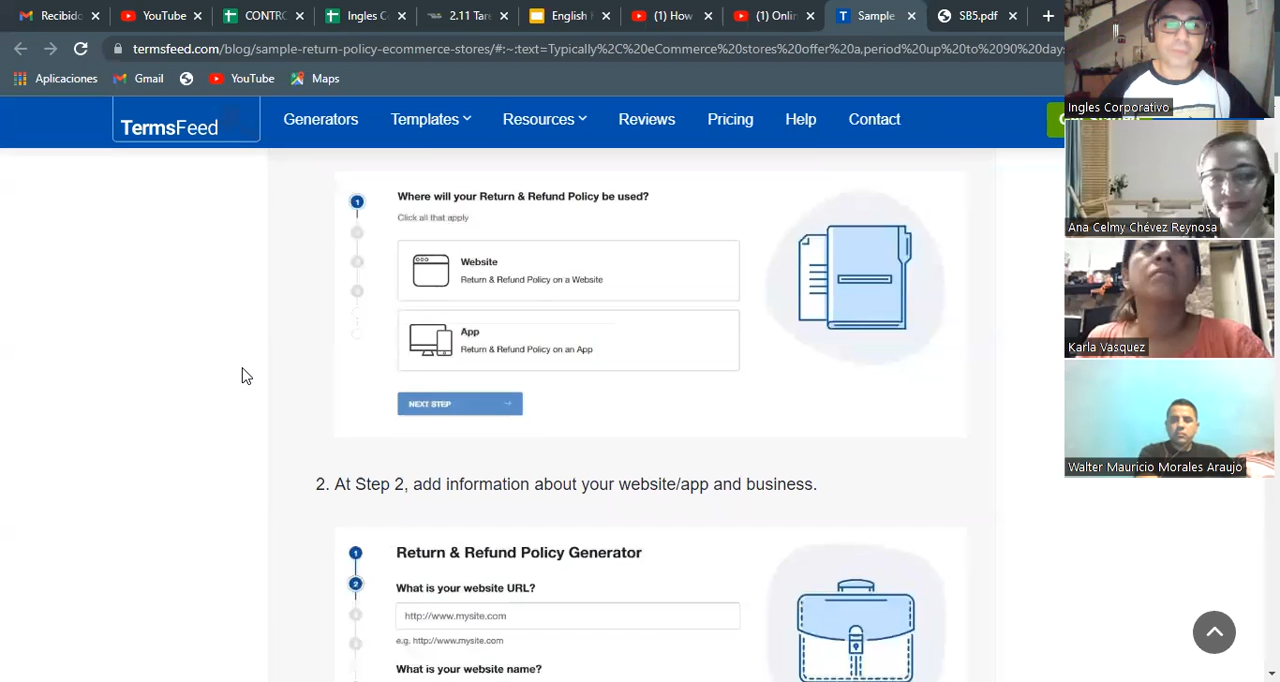 Recibido
YouTube
CONTRO
Ingles C
2.11 Tar
English
(1) How
(1) Onlin
Sample
SB5.pdf
termsfeed.com/blog/sample-return-policy-ecommerce-stores/#:~:text=Typically%2C%20eCommerce%20stores%20offer%20a,period%20up%20to%2090%20day
Aplicaciones
Gmail
YouTube
Maps
TermsFeed
Generators
Templates
Resources
Reviews
Pricing
Help
Contact
1
Where will your Return & Refund Policy be used?
Click all that apply
Website
Return & Refund Policy on a Website
App
Return & Refund Policy on an App
NEXT STEP
2. At Step 2, add information about your website/app and business.
1
Return & Refund Policy Generator
2
What is your website URL?
http://www.mysite.com
e.g. http://www.mysite.com
What is your website name?
Ingles Corporativo
Ana Celmy Chévez Reynosa
Karla Vasquez
Walter Mauricio Morales Araujo